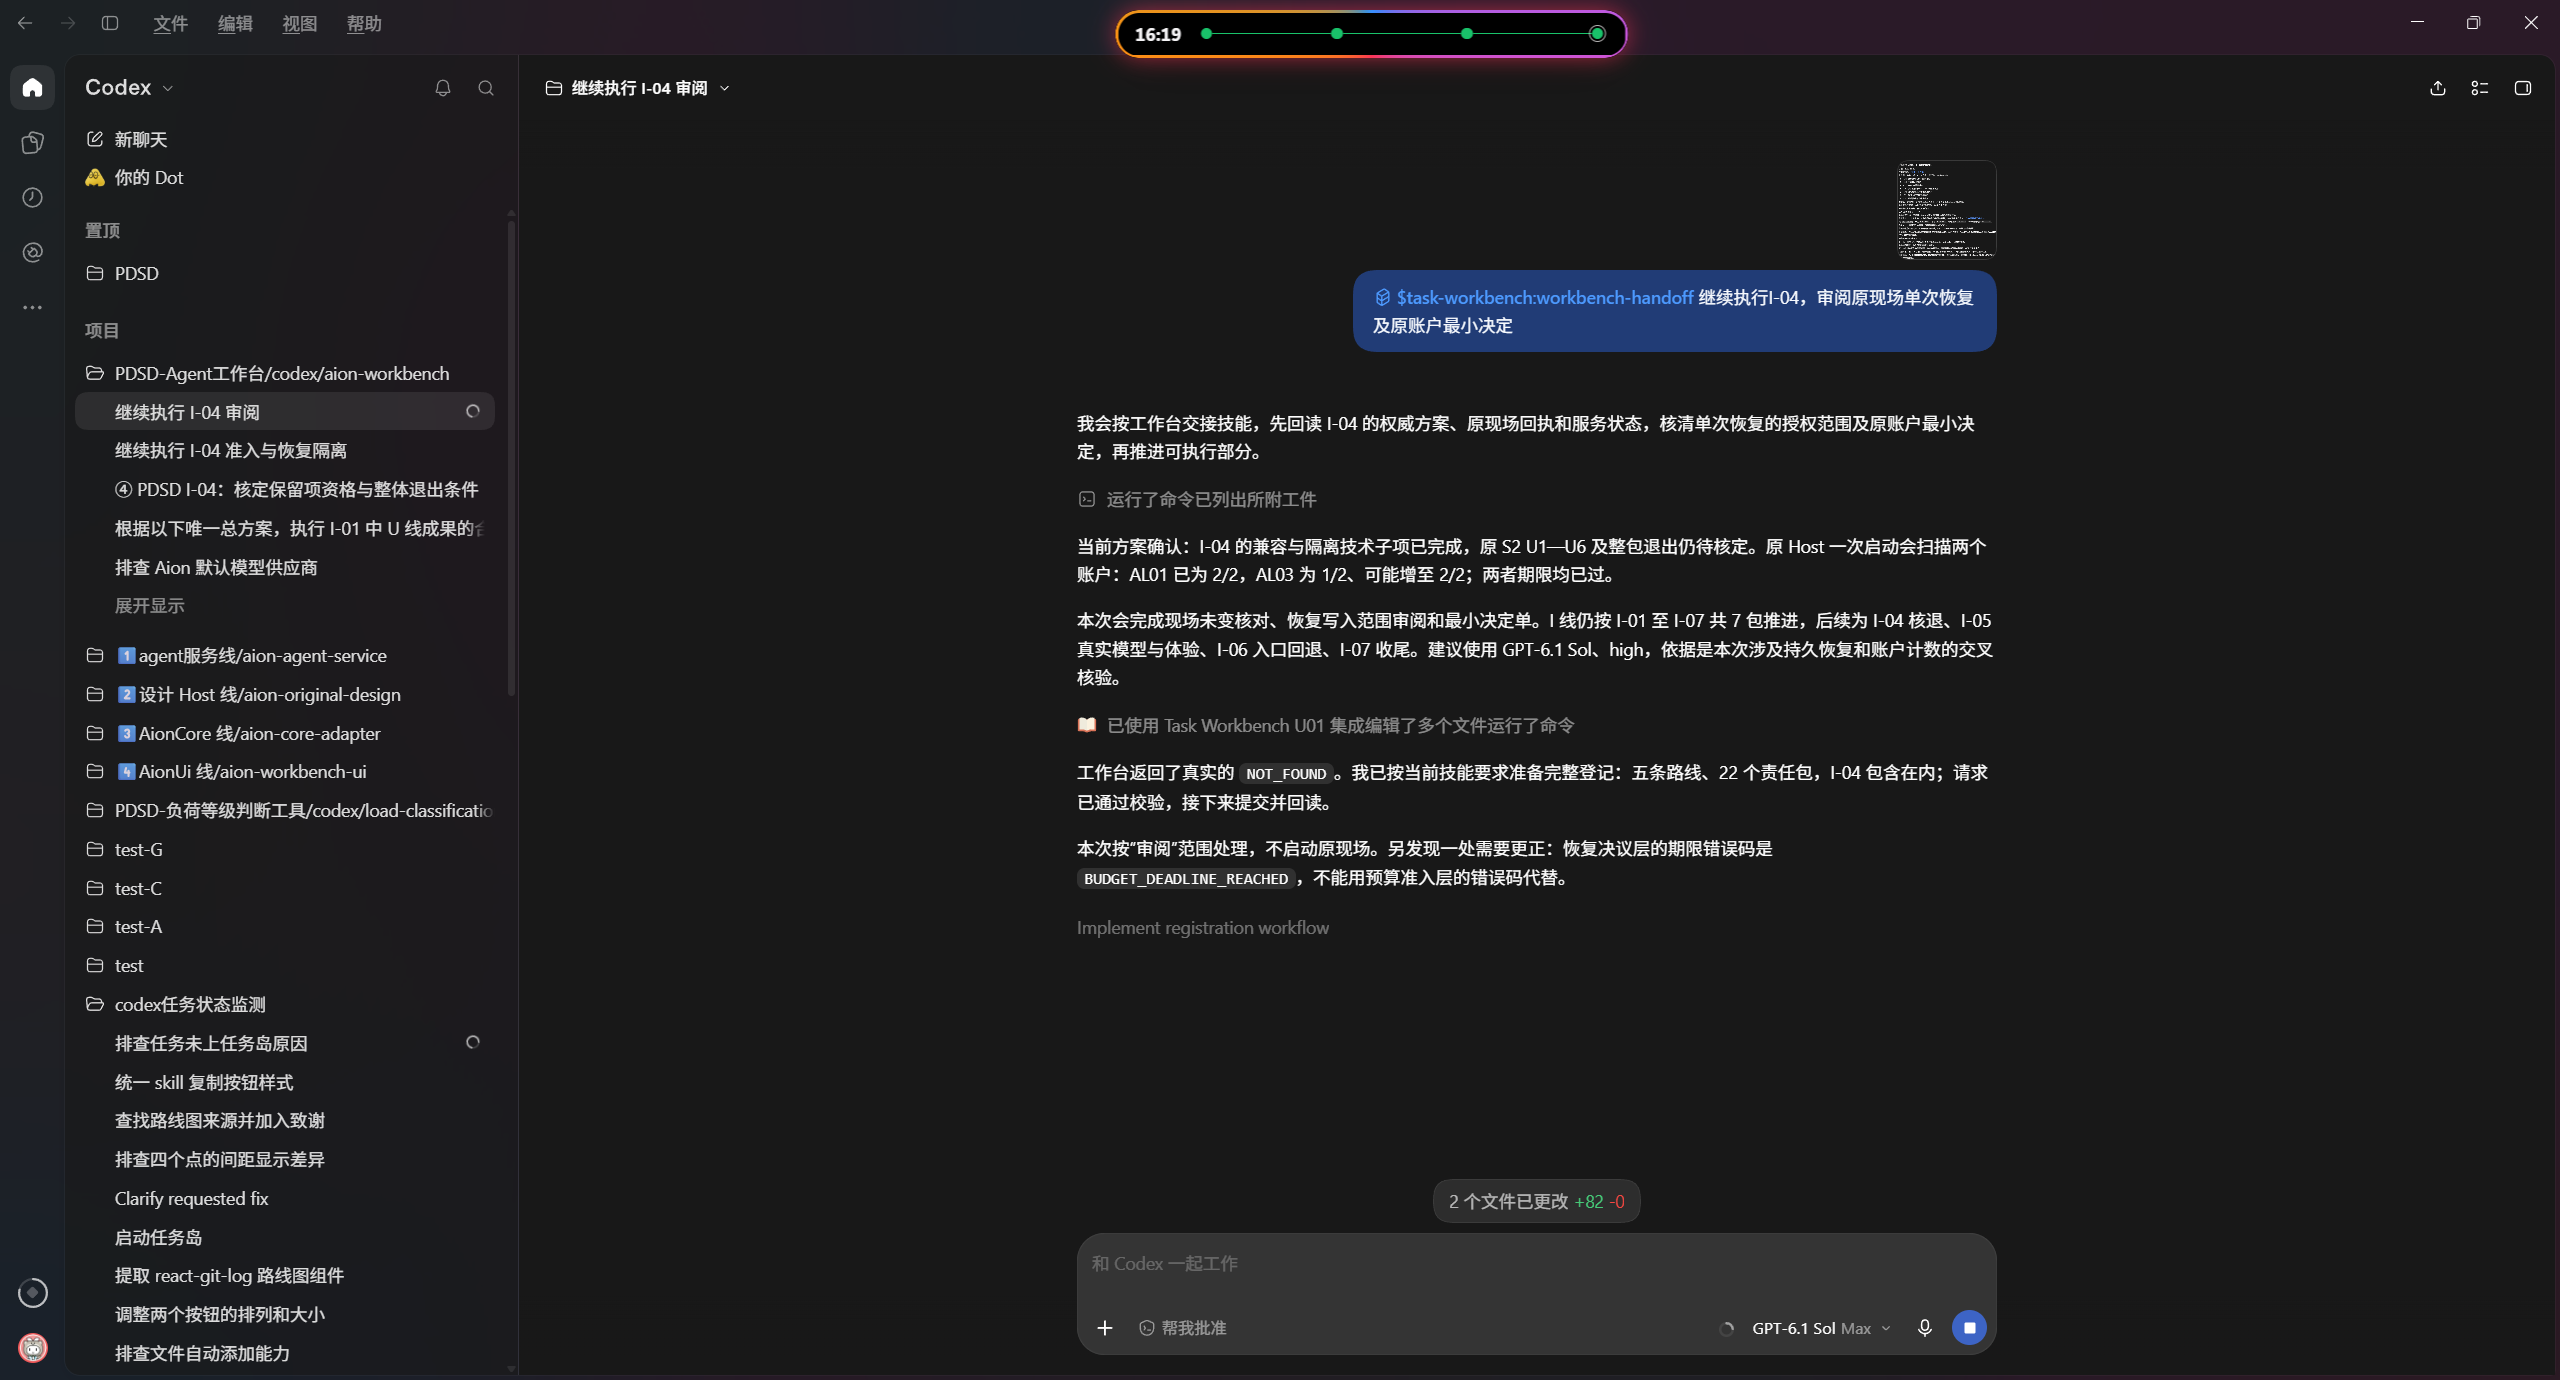 文件 编辑 视图 帮助
16:19
Codex
新聊天
你的 Dot
置顶
PDSD
项目
PDSD-Agent工作台/codex/aion-workbench
继续执行 I-04 审阅
继续执行 I-04 准入与恢复隔离
④ PDSD I-04：核定保留项资格与整体退出条件
根据以下唯一总方案，执行 I-01 中 U 线成果的
排查 Aion 默认模型供应商
展开显示
1 agent服务线/aion-agent-service
2 设计 Host 线/aion-original-design
3 AionCore 线/aion-core-adapter
4 AionUi 线/aion-workbench-ui
PDSD-负荷等级判断工具/codex/load-classificatio
test-G
test-C
test-A
test
codex任务状态监测
排查任务未上任务岛原因
统一 skill 复制按钮样式
查找路线图来源并加入致谢
排查四个点的间距显示差异
Clarify requested fix
启动任务岛
提取 react-git-log 路线图组件
调整两个按钮的排列和大小
排查文件自动添加能力
继续执行 I-04 审阅
$task-workbench:workbench-handoff 继续执行I-04，审阅原现场单次恢复
及原账户最小决定
我会按工作台交接技能，先回读 I-04 的权威方案、原现场回执和服务状态，核清单次恢复的授权范围及原账户最小决
定，再推进可执行部分。
运行了命令已列出所附工件
当前方案确认：I-04 的兼容与隔离技术子项已完成，原 S2 U1—U6 及整包退出仍待核定。原 Host 一次启动会扫描两个
账户：AL01 已为 2/2，AL03 为 1/2、可能增至 2/2；两者期限均已过。
本次会完成现场未变核对、恢复写入范围审阅和最小决定单。I 线仍按 I-01 至 I-07 共 7 包推进，后续为 I-04 核退、I-05
真实模型与体验、I-06 入口回退、I-07 收尾。建议使用 GPT-6.1 Sol、high，依据是本次涉及持久恢复和账户计数的交叉
核验。
已使用 Task Workbench U01 集成编辑了多个文件运行了命令
工作台返回了真实的 NOT_FOUND。我已按当前技能要求准备完整登记：五条路线、22 个责任包，I-04 包含在内；请求
已通过校验，接下来提交并回读。
本次按“审阅”范围处理，不启动原现场。另发现一处需要更正：恢复决议层的期限错误码是
BUDGET_DEADLINE_REACHED，不能用预算准入层的错误码代替。
Implement registration workflow
2 个文件已更改 +82 -0
和 Codex 一起工作
帮我批准
GPT-6.1 Sol Max